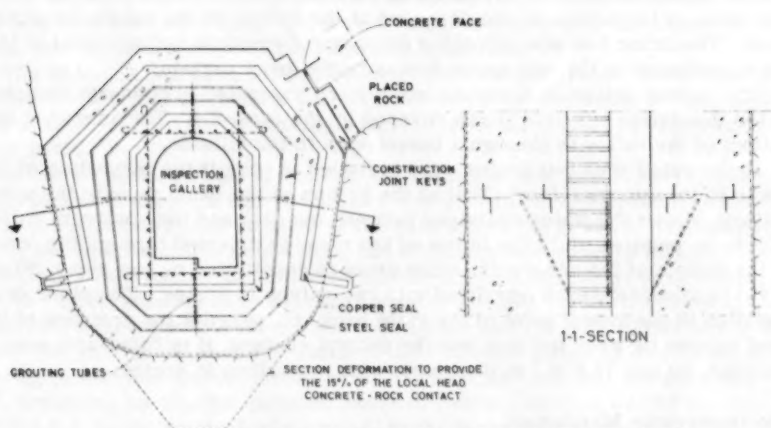 CONCRETE FACE
PLACED
ROCK
INSPECTION
GALLERY
CONSTRUCTION
JOINT KEYS
1
1
COPPER SEAL
STEEL SEAL
1-1-SECTION
GROUTING TUBES
SECTION DEFORMATION TO PROVIDE
THE 15% OF THE LOCAL HEAD
CONCRETE - ROCK CONTACT